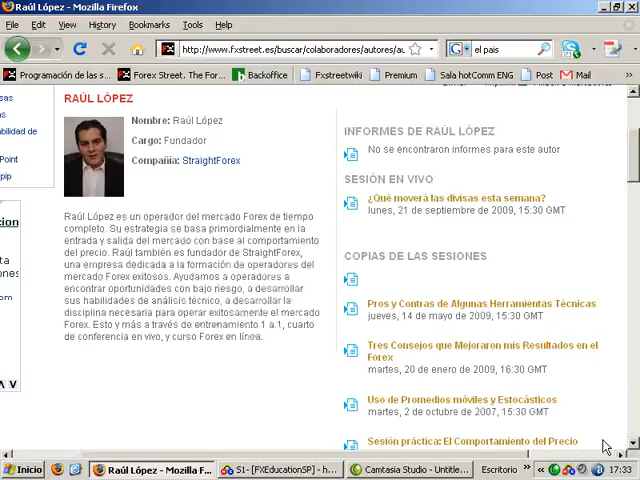 Raúl López - Mozilla Firefox
File Edit View History Bookmarks Tools Help
http://www.fxstreet.es/buscar/colaboradores/autores/au
el pais
Programación de las s... Forex Street. The For... Backoffice Fxstreetwiki Premium Sala hotComm ENG Post Mail
RAÚL LÓPEZ
Nombre: Raúl López
Cargo: Fundador
Compañía: StraightForex
Raúl López es un operador del mercado Forex de tiempo
completo. Su estrategia se basa primordialmente en la
entrada y salida del mercado con base al comportamiento
del precio. Raúl también es fundador de StraightForex,
una empresa dedicada a la formación de operadores del
mercado Forex exitosos. Ayudamos a operadores a
encontrar oportunidades con bajo riesgo, a desarrollar
sus habilidades de análisis técnico, a desarrollar la
disciplina necesaria para operar exitosamente el mercado
Forex. Esto y más a través de entrenamiento 1 a 1, cuarto
de conferencia en vivo, y curso Forex en línea.
INFORMES DE RAÚL LÓPEZ
No se encontraron informes para este autor
SESIÓN EN VIVO
¿Qué moverá las divisas esta semana?
lunes, 21 de septiembre de 2009, 15:30 GMT
COPIAS DE LAS SESIONES
Pros y Contras de Algunas Herramientas Técnicas
jueves, 14 de mayo de 2009, 15:30 GMT
Tres Consejos que Mejoraron mis Resultados en el
Forex
martes, 20 de enero de 2009, 16:30 GMT
Uso de Promedios móviles y Estocásticos
martes, 2 de octubre de 2007, 15:30 GMT
Sesión práctica: El Comportamiento del Precio
Inicio Raúl López - Mozilla F... S1- [FXEducationSP] - h... Camtasia Studio - Untitle... Escritorio » 17:33